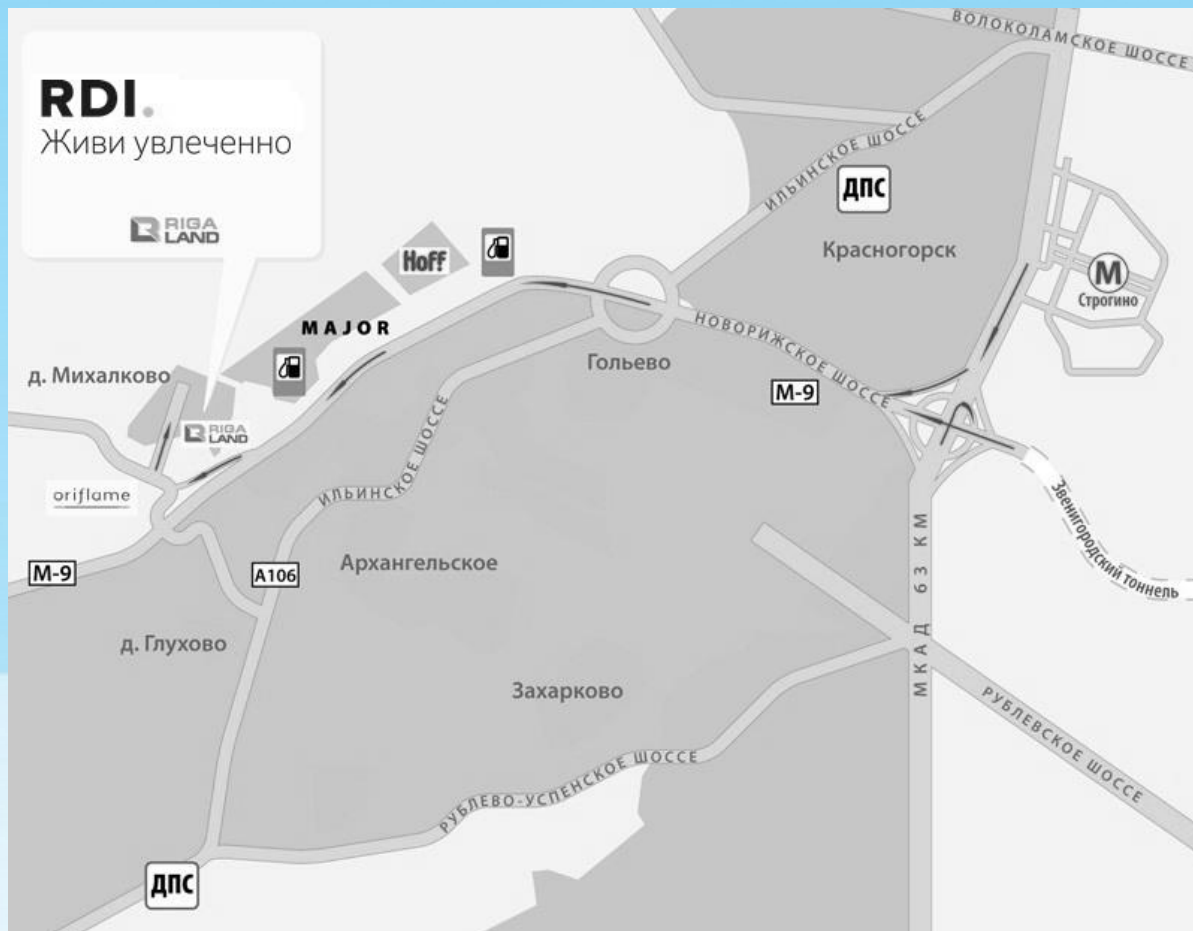 ВОЛОКОЛАМСКОЕ ШОССЕ
RDI.
Живи увлеченно
RIGA
LAND
ИЛЬИНСКОЕ ШОССЕ
ДПС
Красногорск
Hoff
М
Строгино
MAJOR
НОВОРИЖСКОЕ ШОССЕ
Гольево
д. Михалково
М-9
RIGA
LAND
ИЛЬИНСКОЕ ШОССЕ
oriflame
Звенигородский тоннель
МКАД 63 КМ
Архангельское
М-9
А106
д. Глухово
Захарково
РУБЛЕВСКОЕ ШОССЕ
РУБЛЕВО-УСПЕНСКОЕ ШОССЕ
ДПС